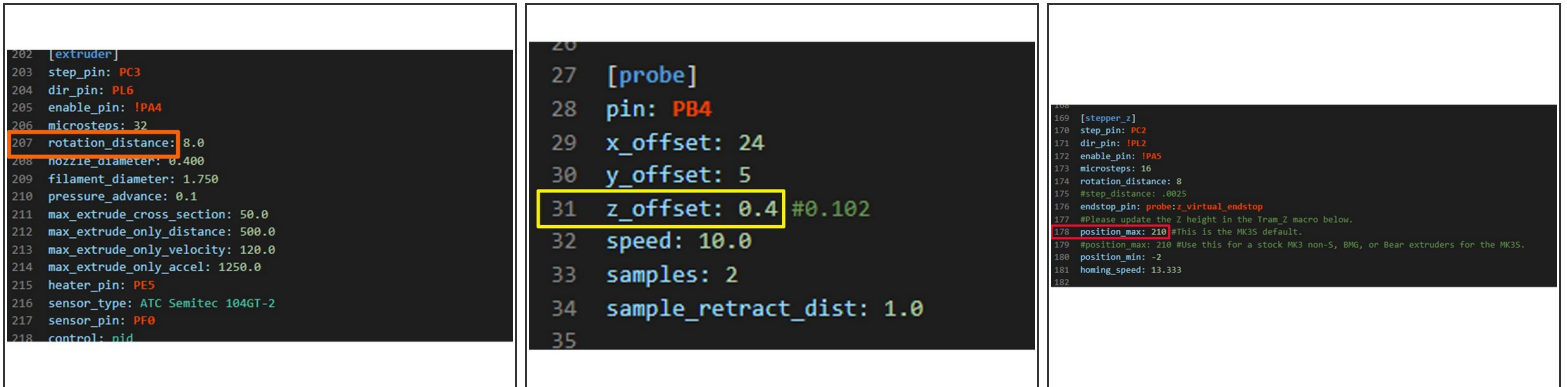 202 [extruder]
203 step_pin: PC3
204 dir_pin: PL6
205 enable_pin: !PA4
206 microsteps: 32
207 rotation_distance: 8.0
208 nozzle_diameter: 0.400
209 filament_diameter: 1.750
210 pressure_advance: 0.1
211 max_extrude_cross_section: 50.0
212 max_extrude_only_distance: 500.0
213 max_extrude_only_velocity: 120.0
214 max_extrude_only_accel: 1250.0
215 heater_pin: PE5
216 sensor_type: ATC Semitec 104GT-2
217 sensor_pin: PF0
218 control: pid
26
27 [probe]
28 pin: PB4
29 x_offset: 24
30 y_offset: 5
31 z_offset: 0.4 #0.102
32 speed: 10.0
33 samples: 2
34 sample_retract_dist: 1.0
35
168
169 [stepper_z]
170 step_pin: PC2
171 dir_pin: !PL2
172 enable_pin: !PA5
173 microsteps: 16
174 rotation_distance: 8
175 #step_distance: .0025
176 endstop_pin: probe:z_virtual_endstop
177 #Please update the Z height in the Tram_Z macro below.
178 position_max: 210 #This is the MK3S default.
179 #position_max: 210 #Use this for a stock MK3 non-S, BMG, or Bear extruders for the MK3S.
180 position_min: -2
181 homing_speed: 13.333
182